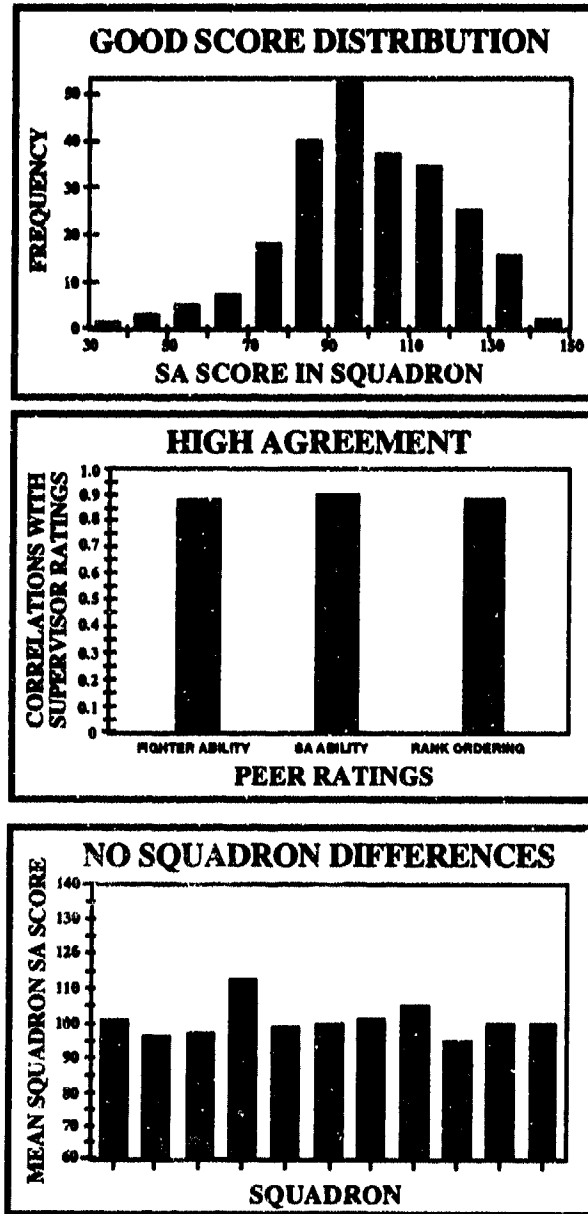 GOOD SCORE DISTRIBUTION
FREQUENCY
50
40
30
20
10
0
30 50 70 90 110 130 150
SA SCORE IN SQUADRON
HIGH AGREEMENT
CORRELATIONS WITH
SUPERVISOR RATINGS
1.0
0.9
0.8
0.7
0.6
0.5
0.4
0.3
0.2
0.1
0
FIGHTER ABILITY SA ABILITY RANK ORDERING
PEER RATINGS
NO SQUADRON DIFFERENCES
MEAN SQUADRON SA SCORE
140
130
120
110
100
90
80
70
60
SQUADRON